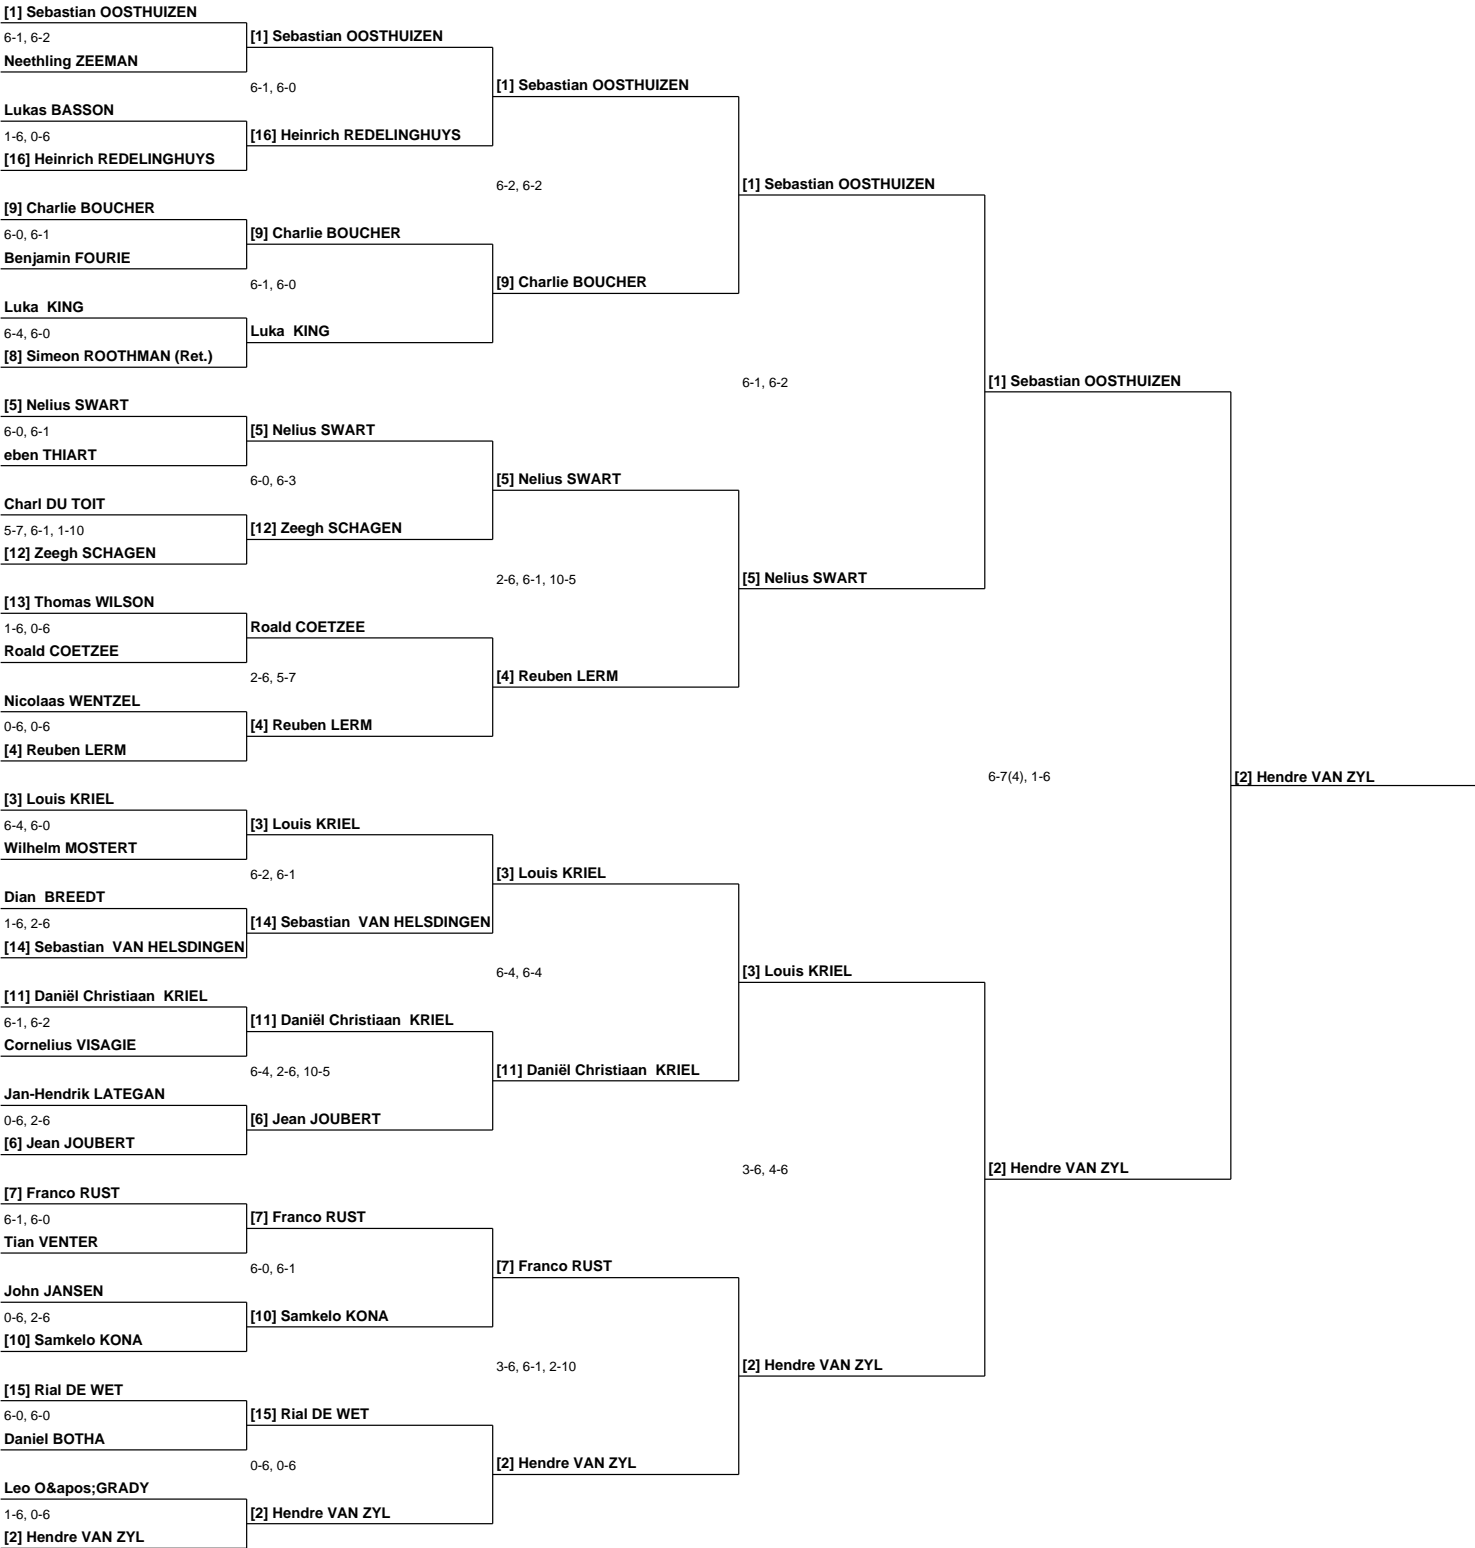 [1] Sebastian OOSTHUIZEN
6-1, 6-2
Neethling ZEEMAN
Lukas BASSON
1-6, 0-6
[16] Heinrich REDELINGHUYS
[9] Charlie BOUCHER
6-0, 6-1
Benjamin FOURIE
Luka  KING
6-4, 6-0
[8] Simeon ROOTHMAN (Ret.)
[5] Nelius SWART
6-0, 6-1
eben THIART
Charl DU TOIT
5-7, 6-1, 1-10
[12] Zeegh SCHAGEN
[13] Thomas WILSON
1-6, 0-6
Roald COETZEE
Nicolaas WENTZEL
0-6, 0-6
[4] Reuben LERM
[3] Louis KRIEL
6-4, 6-0
Wilhelm MOSTERT
Dian  BREEDT
1-6, 2-6
[14] Sebastian  VAN HELSDINGEN
[11] Daniël Christiaan  KRIEL
6-1, 6-2
Cornelius VISAGIE
Jan-Hendrik LATEGAN
0-6, 2-6
[6] Jean JOUBERT
[7] Franco RUST
6-1, 6-0
Tian VENTER
John JANSEN
0-6, 2-6
[10] Samkelo KONA
[15] Rial DE WET
6-0, 6-0
Daniel BOTHA
Leo O&apos;GRADY
1-6, 0-6
[2] Hendre VAN ZYL
[1] Sebastian OOSTHUIZEN
6-1, 6-0
[16] Heinrich REDELINGHUYS
[9] Charlie BOUCHER
6-1, 6-0
Luka  KING
[5] Nelius SWART
6-0, 6-3
[12] Zeegh SCHAGEN
Roald COETZEE
2-6, 5-7
[4] Reuben LERM
[3] Louis KRIEL
6-2, 6-1
[14] Sebastian  VAN HELSDINGEN
[11] Daniël Christiaan  KRIEL
6-4, 2-6, 10-5
[6] Jean JOUBERT
[7] Franco RUST
6-0, 6-1
[10] Samkelo KONA
[15] Rial DE WET
0-6, 0-6
[2] Hendre VAN ZYL
[1] Sebastian OOSTHUIZEN
6-2, 6-2
[9] Charlie BOUCHER
[5] Nelius SWART
2-6, 6-1, 10-5
[4] Reuben LERM
[3] Louis KRIEL
6-4, 6-4
[11] Daniël Christiaan  KRIEL
[7] Franco RUST
3-6, 6-1, 2-10
[2] Hendre VAN ZYL
[1] Sebastian OOSTHUIZEN
6-1, 6-2
[5] Nelius SWART
[3] Louis KRIEL
3-6, 4-6
[2] Hendre VAN ZYL
[1] Sebastian OOSTHUIZEN
6-7(4), 1-6
[2] Hendre VAN ZYL
[2] Hendre VAN ZYL